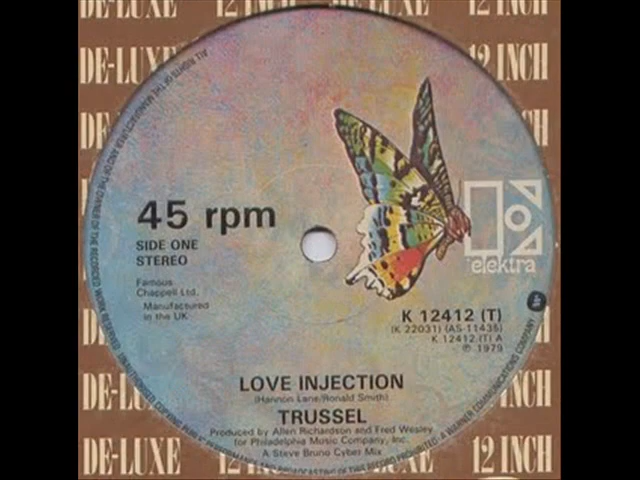 DE-LUXE 12 INCH
DE-LUXE 12 INCH
DE-
DE-
DE-
12 INCH
DE-LUXE 12 INCH DE-LUXE 12 INCH
45 rpm
SIDE ONE
STEREO
Famous
Chappell Ltd.
Manufactured
in the UK
elektra
K 12412 (T)
(K 22031) (AS-11435)
K 12412 (T) A
℗ 1979
LOVE INJECTION
(Hannon Lane/Ronald Smith)
TRUSSEL
Produced by Allen Richardson and Fred Wesley
for Philadelphia Music Company, Inc.
A Steve Bruno Cyber Mix